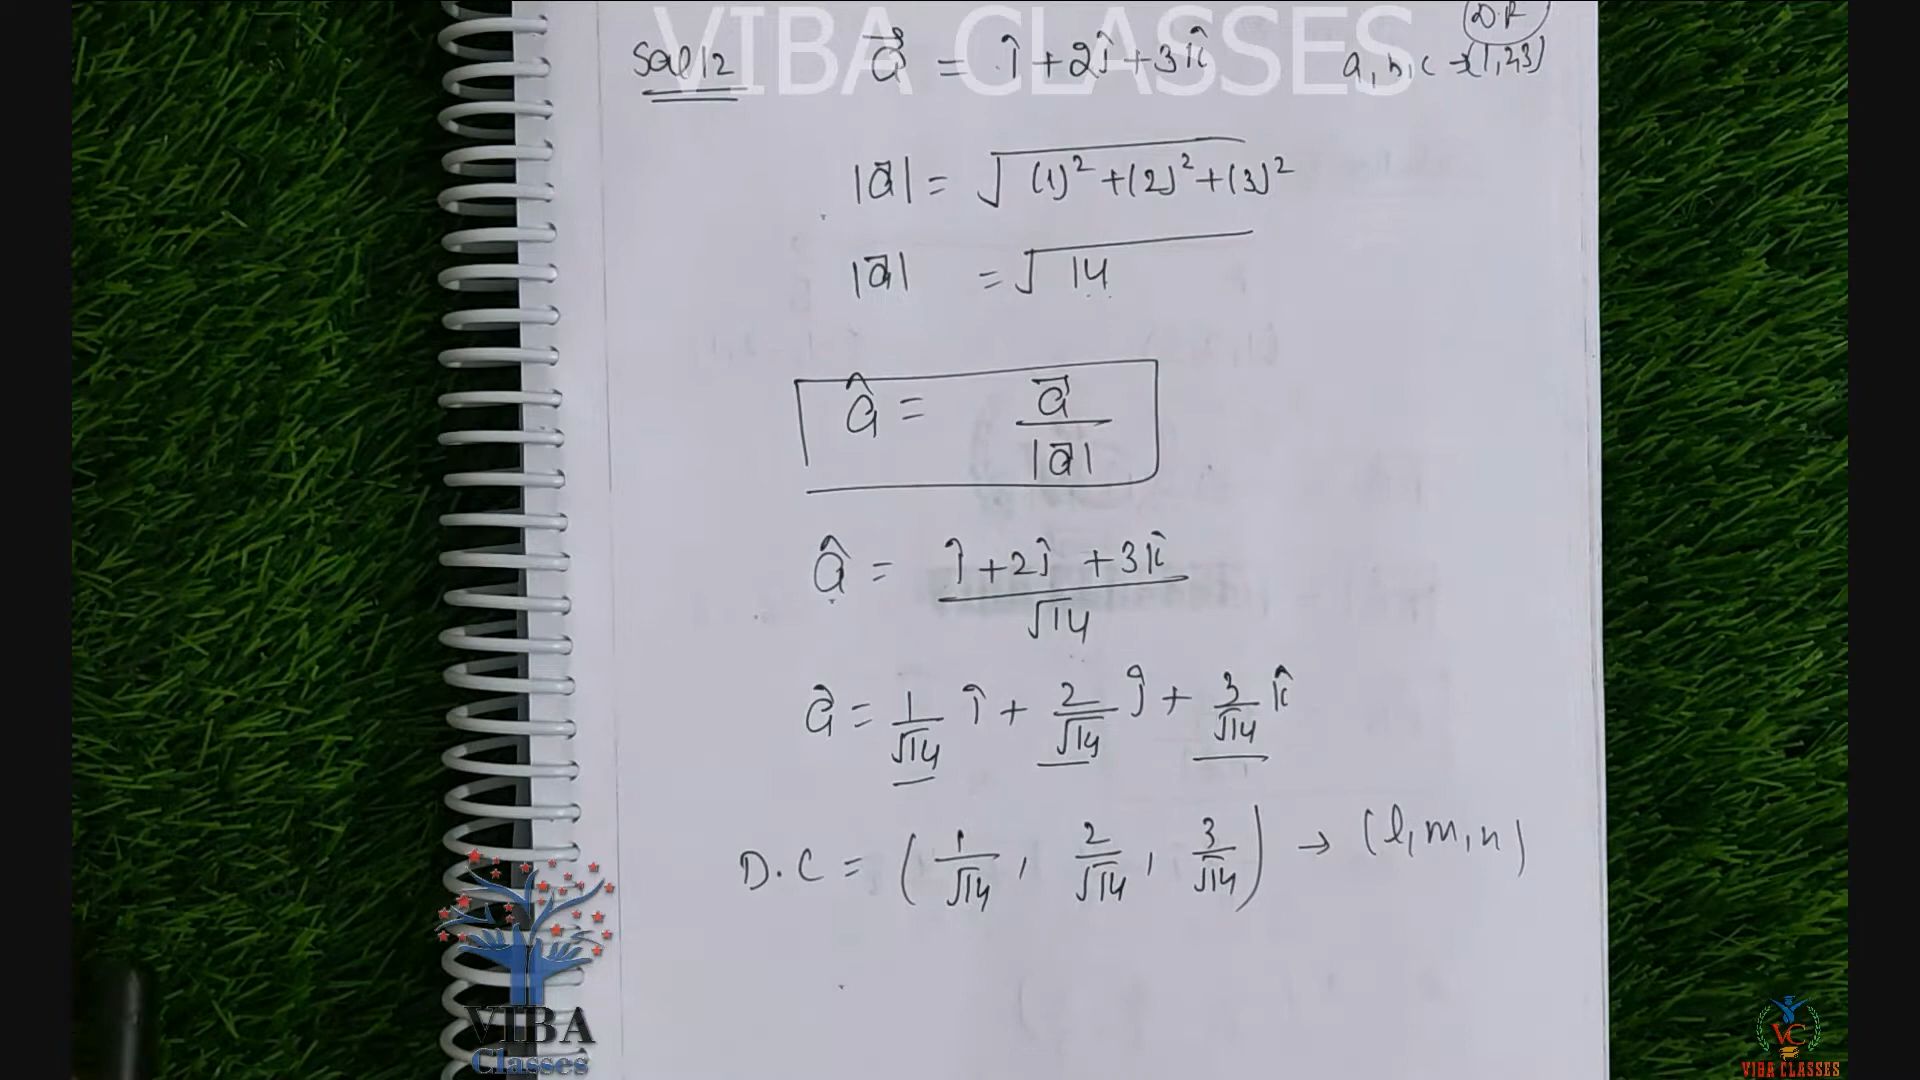 VIBA CLASSES
D.R
Sol 12 a⃗ = î + 2ĵ + 3k̂ a, b, c → (1,2,3)
|a⃗| = √(1)² + (2)² + (3)²
|a⃗| = √14
â = a⃗ / |a⃗|
â = î + 2ĵ + 3k̂ / √14
â = 1/√14 î + 2/√14 ĵ + 3/√14 k̂
D.C = (1/√14, 2/√14, 3/√14) → (l, m, n)
VIBA
Classes
VC
VIBA CLASSES